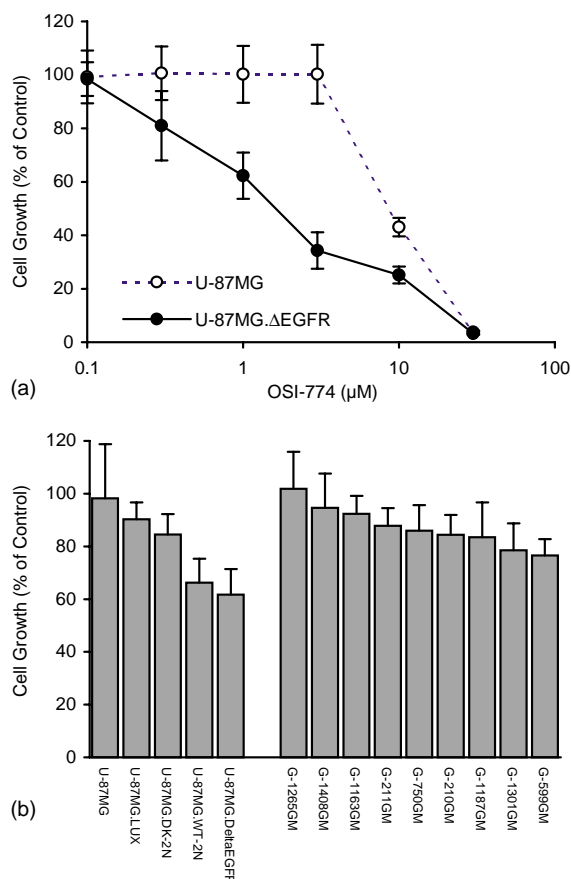 120
100
80
60
40
20
0
Cell Growth (% of Control)
U-87MG
U-87MG.ΔEGFR
0.1
1
10
100
OSI-774 (μM)
(a)
120
100
80
60
40
20
0
Cell Growth (% of Control)
U-87MG
U-87MG.LUX
U-87MG.DK-2N
U-87MG.WT-2N
U-87MG.DeltaEGFR
G-1265GM
G-1408GM
G-1163GM
G-211GM
G-750GM
G-210GM
G-1187GM
G-1301GM
G-599GM
(b)